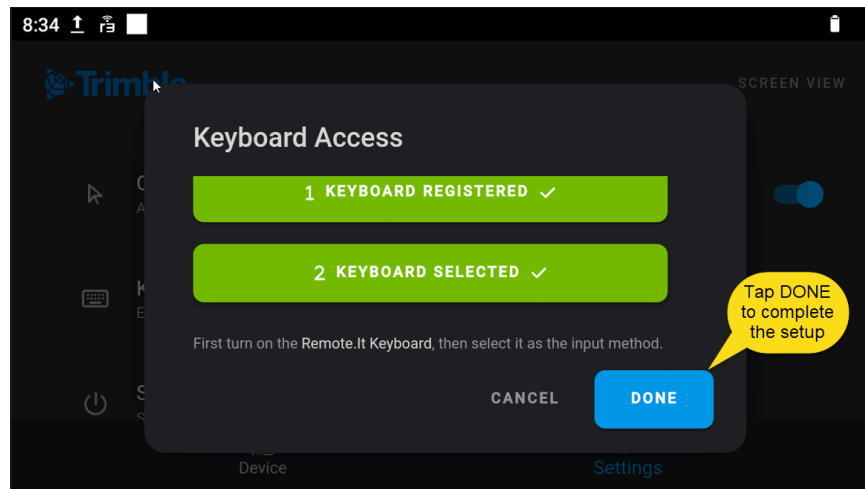 8:34
Trimble
SCREEN VIEW
Keyboard Access
1 KEYBOARD REGISTERED
2 KEYBOARD SELECTED
Tap DONE
to complete
the setup
First turn on the Remote.It Keyboard, then select it as the input method.
CANCEL
DONE
Device
Settings